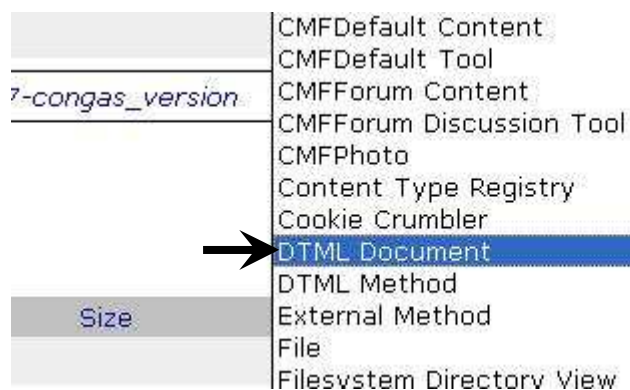 CMFDefault Content
CMFDefault Tool
7-congas_version
CMFForum Content
CMFForum Discussion Tool
CMFPhoto
Content Type Registry
Cookie Crumbler
DTML Document
DTML Method
Size
External Method
File
Filesystem Directory View